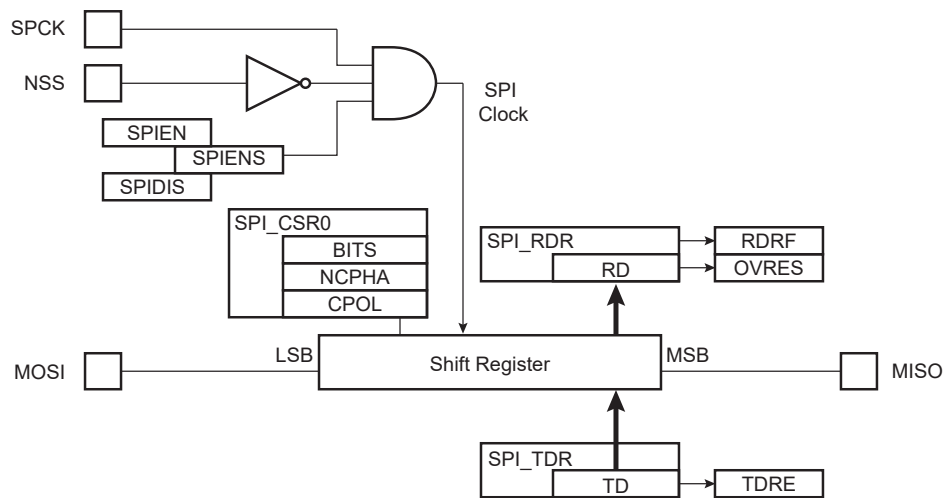 SPCK
NSS
SPI
Clock
SPIEN
SPIENS
SPIDIS
SPI_CSR0
BITS
NCPHA
CPOL
SPI_RDR
RD
RDRF
OVRES
MOSI
LSB
Shift Register
MSB
MISO
SPI_TDR
TD
TDRE